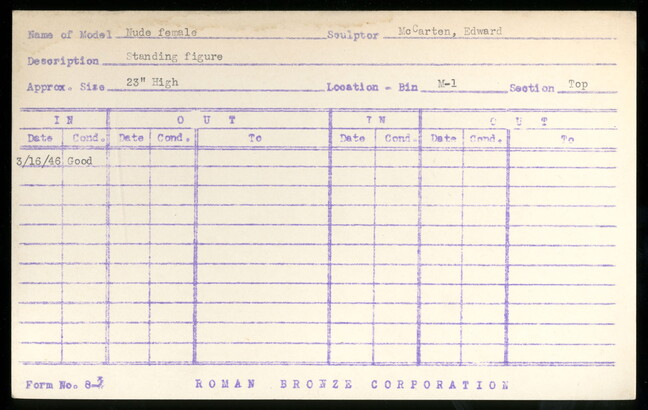 Name of Model Nude female Sculptor McCarten, Edward
Description Standing figure
Approx. Size 23" High Location - Bin M-1 Section Top
IN OUT IN OUT
Date Cond. Date Cond. To Date Cond. Date Cond. To
3/16/46 Good
Form No. 8-3 ROMAN BRONZE CORPORATION